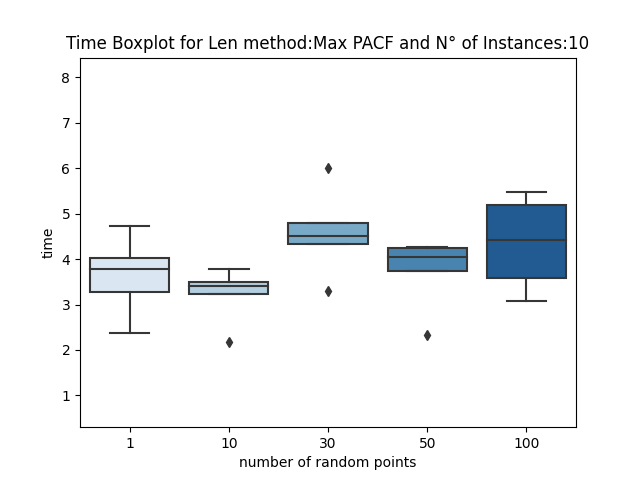 Time Boxplot for Len method:Max PACF and N° of Instances:10
8
7
6
5
4
3
2
1
time
1 10 30 50 100
number of random points